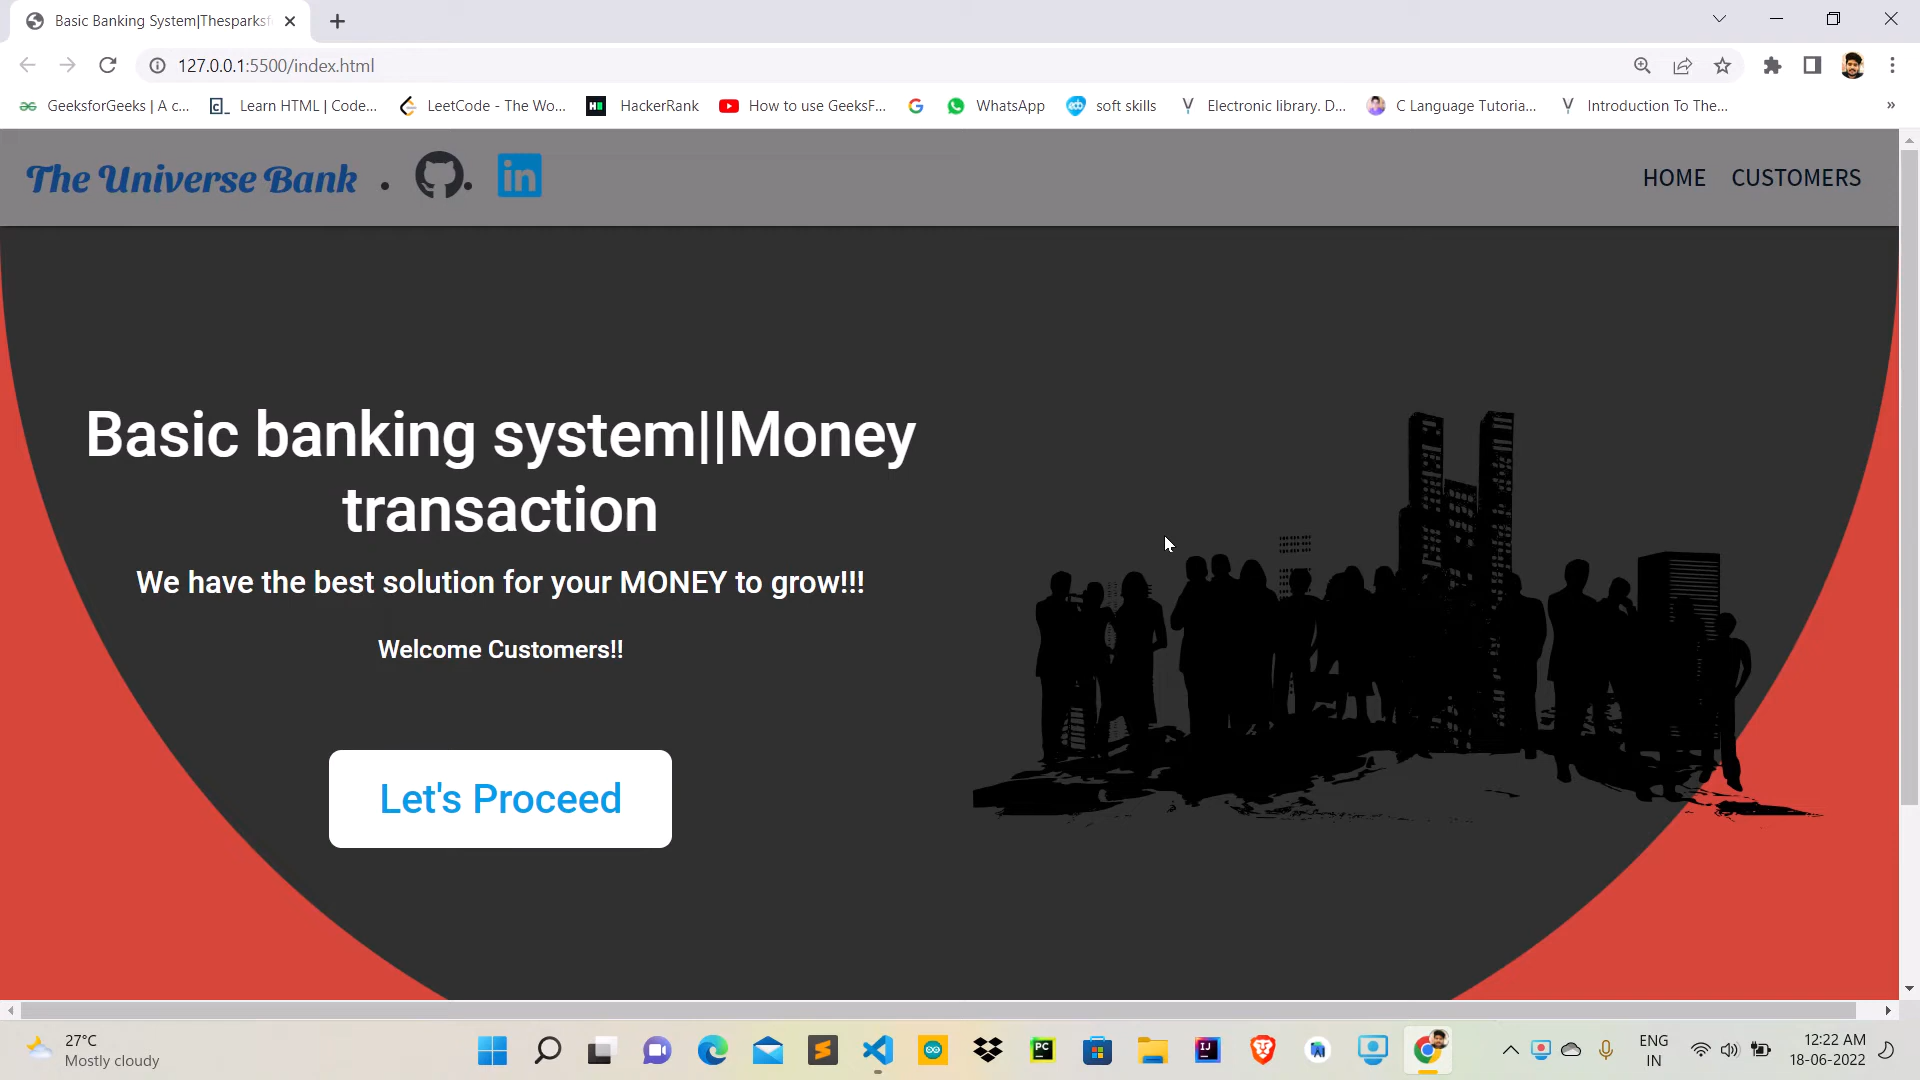 Basic Banking System|Thesparksf
127.0.0.1:5500/index.html
GeeksforGeeks | A c...
Learn HTML | Code...
LeetCode - The Wo...
HackerRank
How to use GeeksF...
WhatsApp
soft skills
Electronic library. D...
C Language Tutoria...
Introduction To The...
»
The Universe Bank
in
HOME
CUSTOMERS
Basic banking system||Money
transaction
We have the best solution for your MONEY to grow!!!
Welcome Customers!!
Let's Proceed
27°C
Mostly cloudy
ENG
IN
12:22 AM
18-06-2022